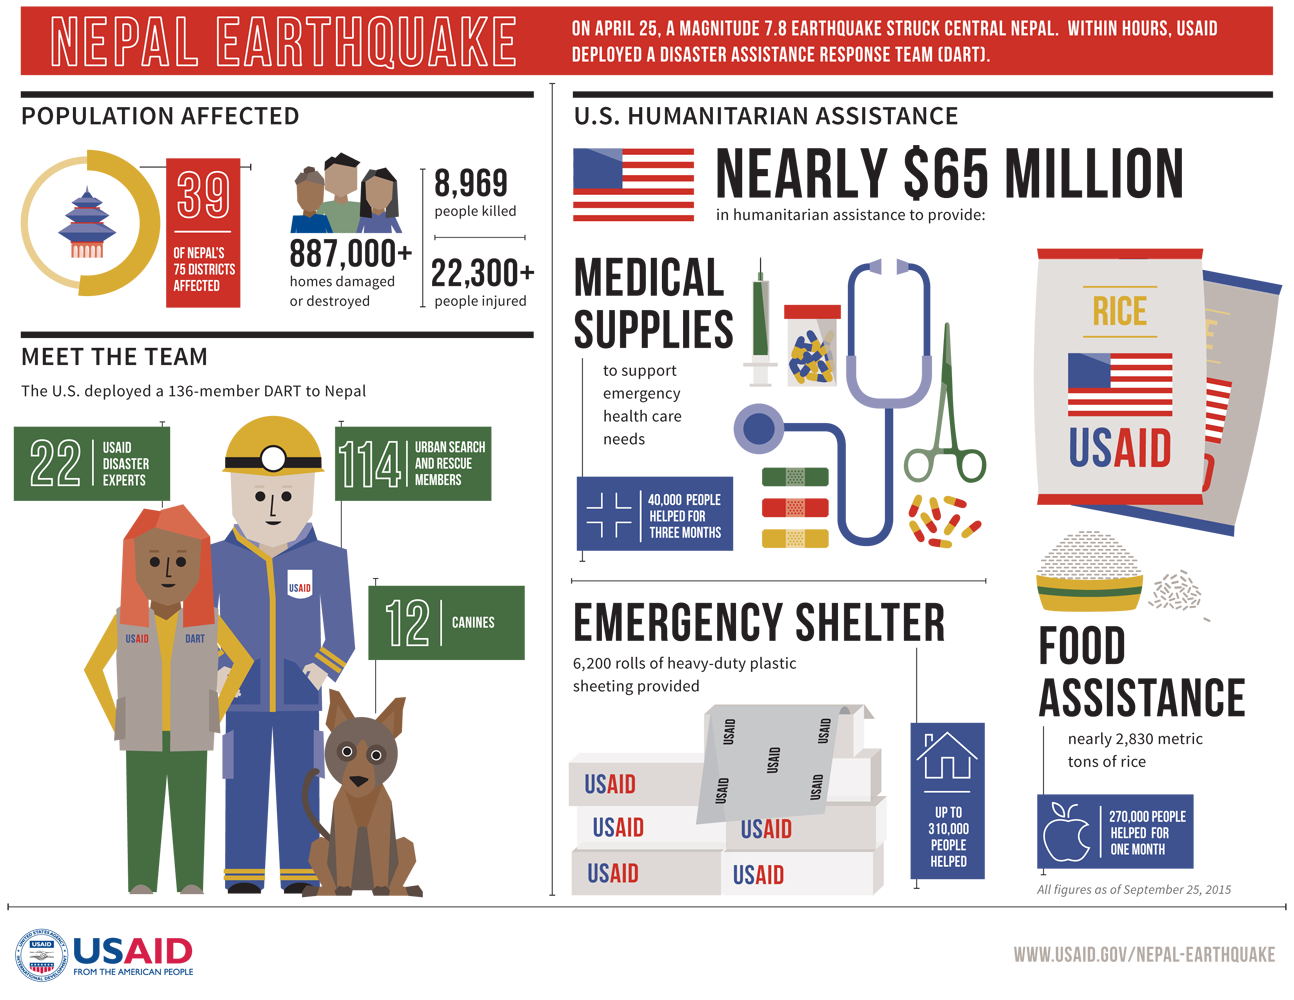 NEPAL EARTHQUAKE
ON APRIL 25, A MAGNITUDE 7.8 EARTHQUAKE STRUCK CENTRAL NEPAL. WITHIN HOURS, USAID
DEPLOYED A DISASTER ASSISTANCE RESPONSE TEAM (DART).
POPULATION AFFECTED
39
OF NEPAL'S
75 DISTRICTS
AFFECTED
887,000+
homes damaged
or destroyed
8,969
people killed
22,300+
people injured
MEET THE TEAM
The U.S. deployed a 136-member DART to Nepal
22
USAID
DISASTER
EXPERTS
114
URBAN SEARCH
AND RESCUE
MEMBERS
12
CANINES
USAID
USAID
DART
U.S. HUMANITARIAN ASSISTANCE
NEARLY $65 MILLION
in humanitarian assistance to provide:
MEDICAL
SUPPLIES
to support
emergency
health care
needs
40,000 PEOPLE
HELPED FOR
THREE MONTHS
EMERGENCY SHELTER
6,200 rolls of heavy-duty plastic
sheeting provided
USAID
USAID
USAID
USAID
USAID
USAID
USAID
USAID
USAID
USAID
UP TO
310,000
PEOPLE
HELPED
RICE
USAID
E
D
FOOD
ASSISTANCE
nearly 2,830 metric
tons of rice
270,000 PEOPLE
HELPED FOR
ONE MONTH
All figures as of September 25, 2015
UNITED STATES AGENCY
USAID
INTERNATIONAL DEVELOPMENT
USAID
FROM THE AMERICAN PEOPLE
WWW.USAID.GOV/NEPAL-EARTHQUAKE